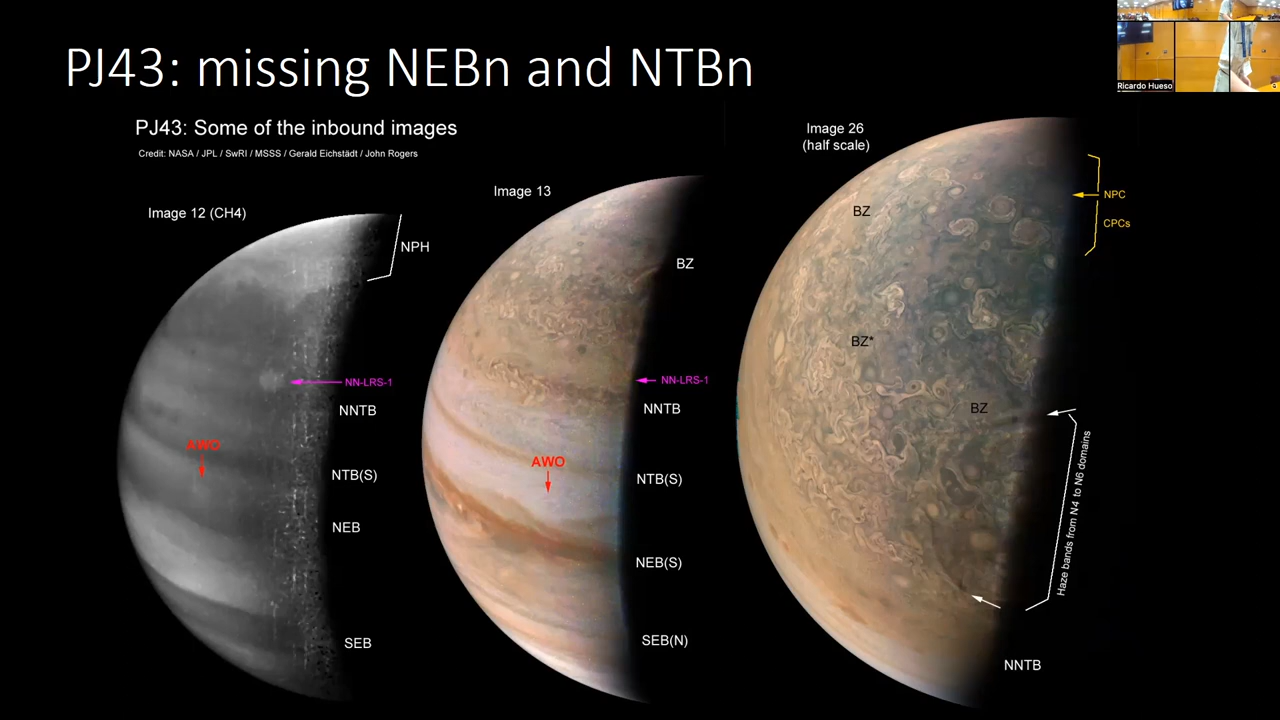 PJ43: missing NEBn and NTBn
Ricardo Hueso
PJ43: Some of the inbound images
Credit: NASA / JPL / SwRI / MSSS / Gerald Eichstädt / John Rogers
Image 12 (CH4)
NPH
NN-LRS-1
NNTB
AWO
NTB(S)
NEB
SEB
Image 13
BZ
NN-LRS-1
NNTB
AWO
NTB(S)
NEB(S)
SEB(N)
Image 26
(half scale)
NPC
CPCs
BZ
BZ*
BZ
Haze bands from N4 to N6 domains
NNTB